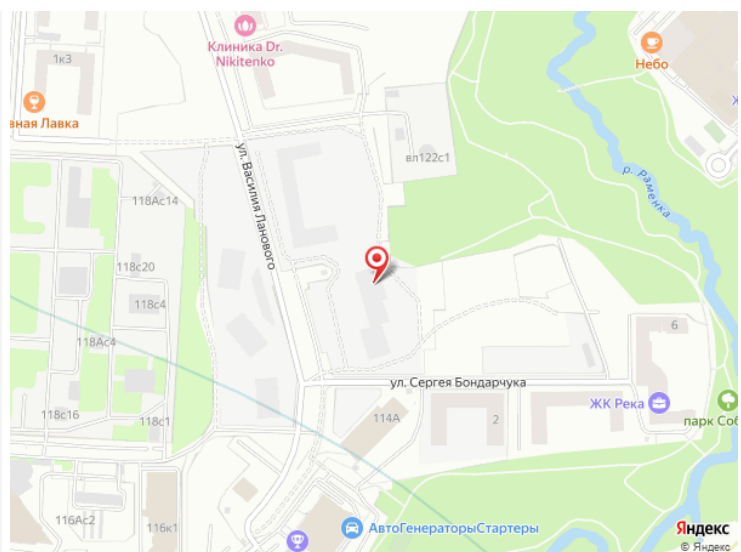 Клиника Dr.
Nikitenko
1к3
вная Лавка
Небо
вл122с1
р. Раменка
118Ас14
ул. Василия Ланового
118с20
118с4
118Ас4
6
ул. Сергея Бондарчука
118с16
118с1
114А
2
ЖК Река
парк Соб
116Ас2
116к1
АвтоГенераторыСтартеры
Яндекс
© Яндекс